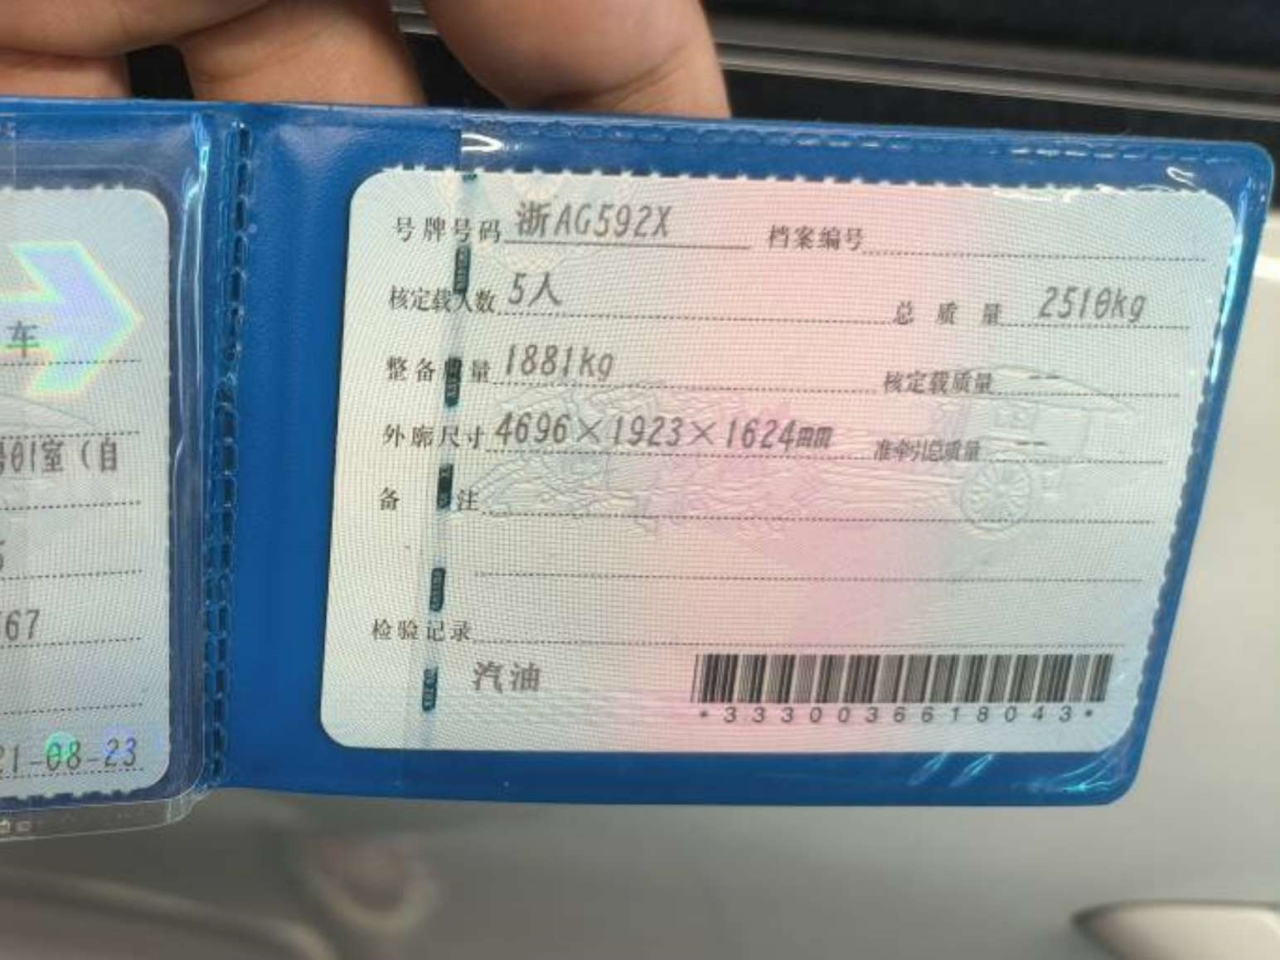 车
号01室（自
67
21-08-23
号牌号码 浙AG592X 档案编号
核定载人数 5人 总质量 2510kg
整备质量 1881kg 核定载质量 --
外廓尺寸 4696×1923×1624mm 准牵引总质量 --
备注
检验记录
汽油
*3330036618043*